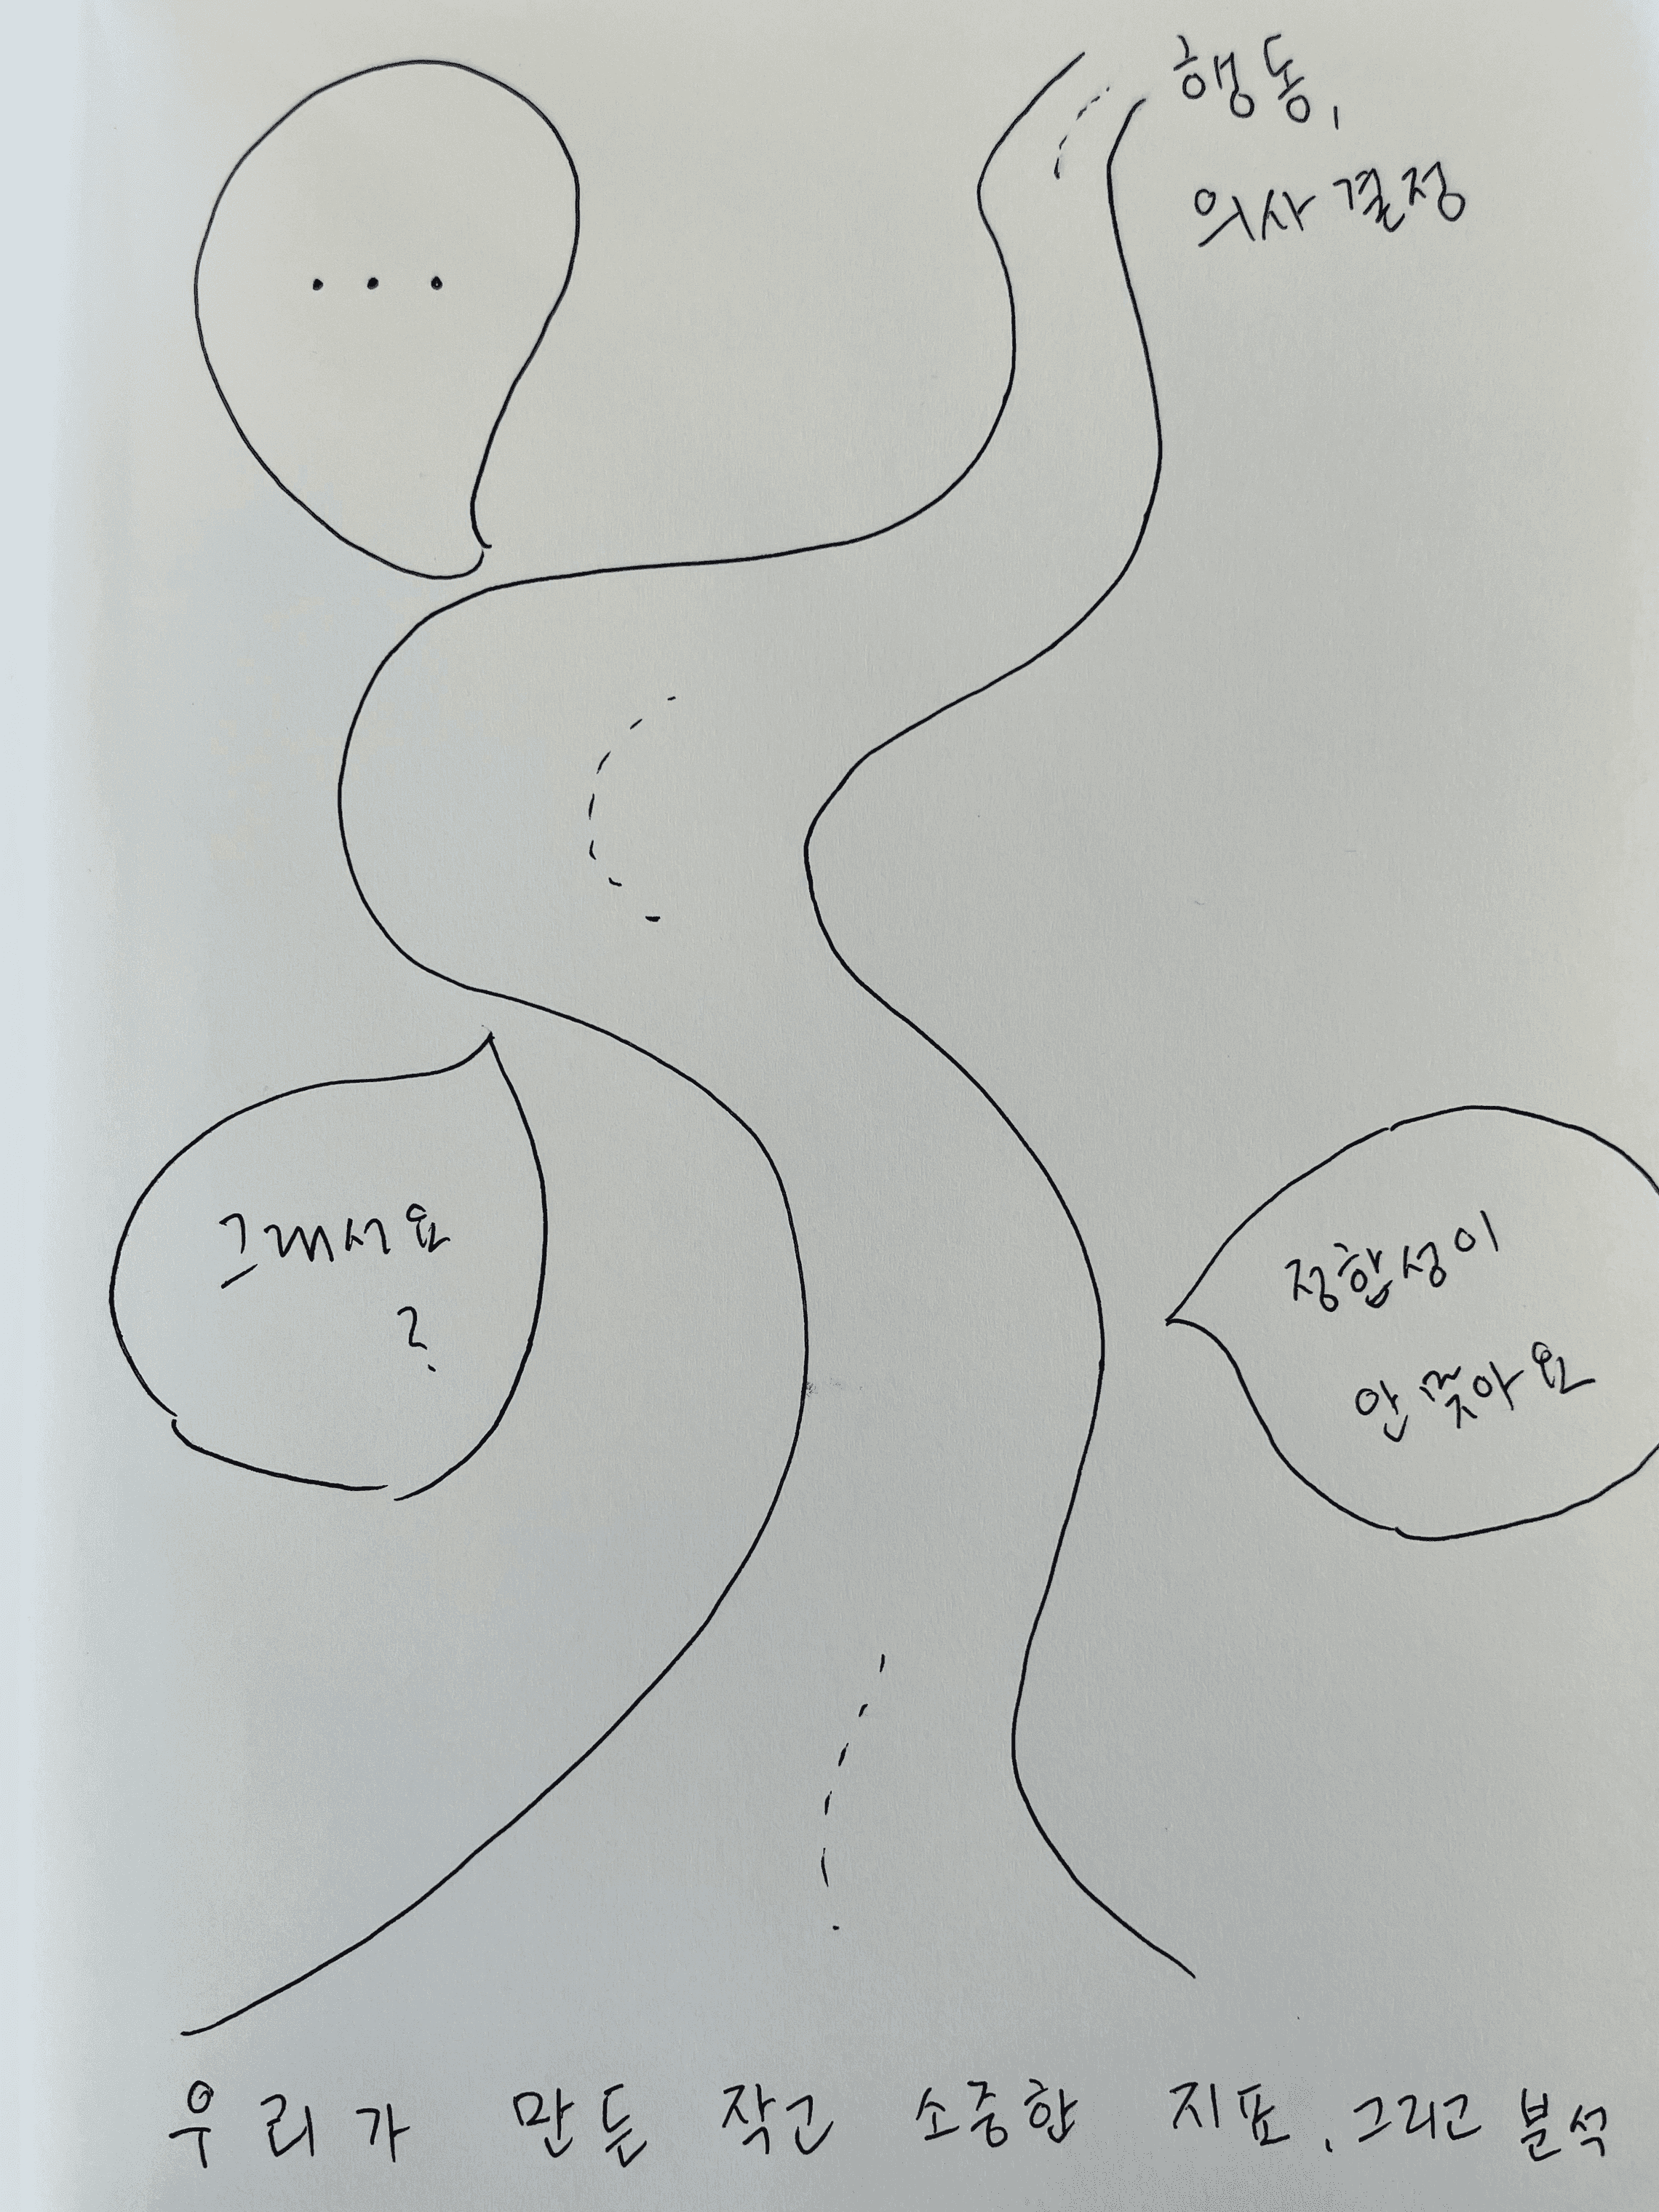 행동,
의사 결정
...
그래서요
?
정합성이
안 맞아요
우리가 만든 작고 소중한 지표, 그리고 분석